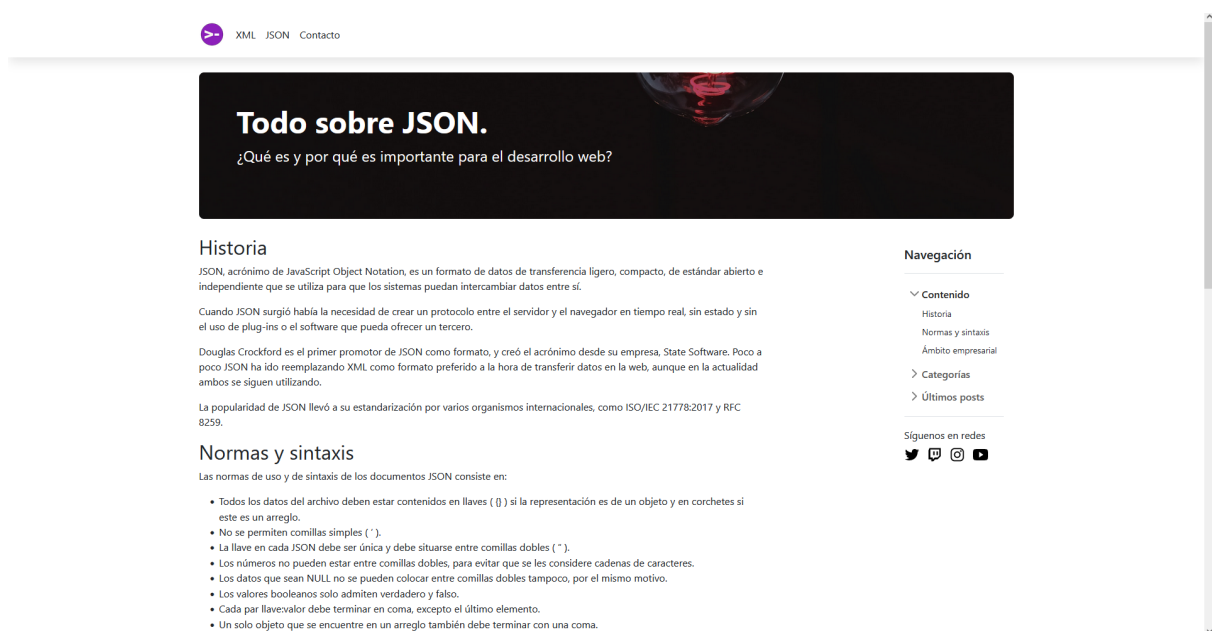 XML JSON Contacto
Todo sobre JSON.
¿Qué es y por qué es importante para el desarrollo web?
Historia
JSON, acrónimo de JavaScript Object Notation, es un formato de datos de transferencia ligero, compacto, de estándar abierto e
independiente que se utiliza para que los sistemas puedan intercambiar datos entre sí.
Cuando JSON surgió había la necesidad de crear un protocolo entre el servidor y el navegador en tiempo real, sin estado y sin
el uso de plug-ins o el software que pueda ofrecer un tercero.
Douglas Crockford es el primer promotor de JSON como formato, y creó el acrónimo desde su empresa, State Software. Poco a
poco JSON ha ido reemplazando XML como formato preferido a la hora de transferir datos en la web, aunque en la actualidad
ambos se siguen utilizando.
La popularidad de JSON llevó a su estandarización por varios organismos internacionales, como ISO/IEC 21778:2017 y RFC
8259.
Normas y sintaxis
Las normas de uso y de sintaxis de los documentos JSON consiste en:
• Todos los datos del archivo deben estar contenidos en llaves ( {} ) si la representación es de un objeto y en corchetes si
este es un arreglo.
• No se permiten comillas simples ( ' ).
• La llave en cada JSON debe ser única y debe situarse entre comillas dobles ( " ).
• Los números no pueden estar entre comillas dobles, para evitar que se les considere cadenas de caracteres.
• Los datos que sean NULL no se pueden colocar entre comillas dobles tampoco, por el mismo motivo.
• Los valores booleanos solo admiten verdadero y falso.
• Cada par llave:valor debe terminar en coma, excepto el último elemento.
• Un solo objeto que se encuentre en un arreglo también debe terminar con una coma.
Navegación
Contenido
Historia
Normas y sintaxis
Ámbito empresarial
Categorías
Últimos posts
Síguenos en redes